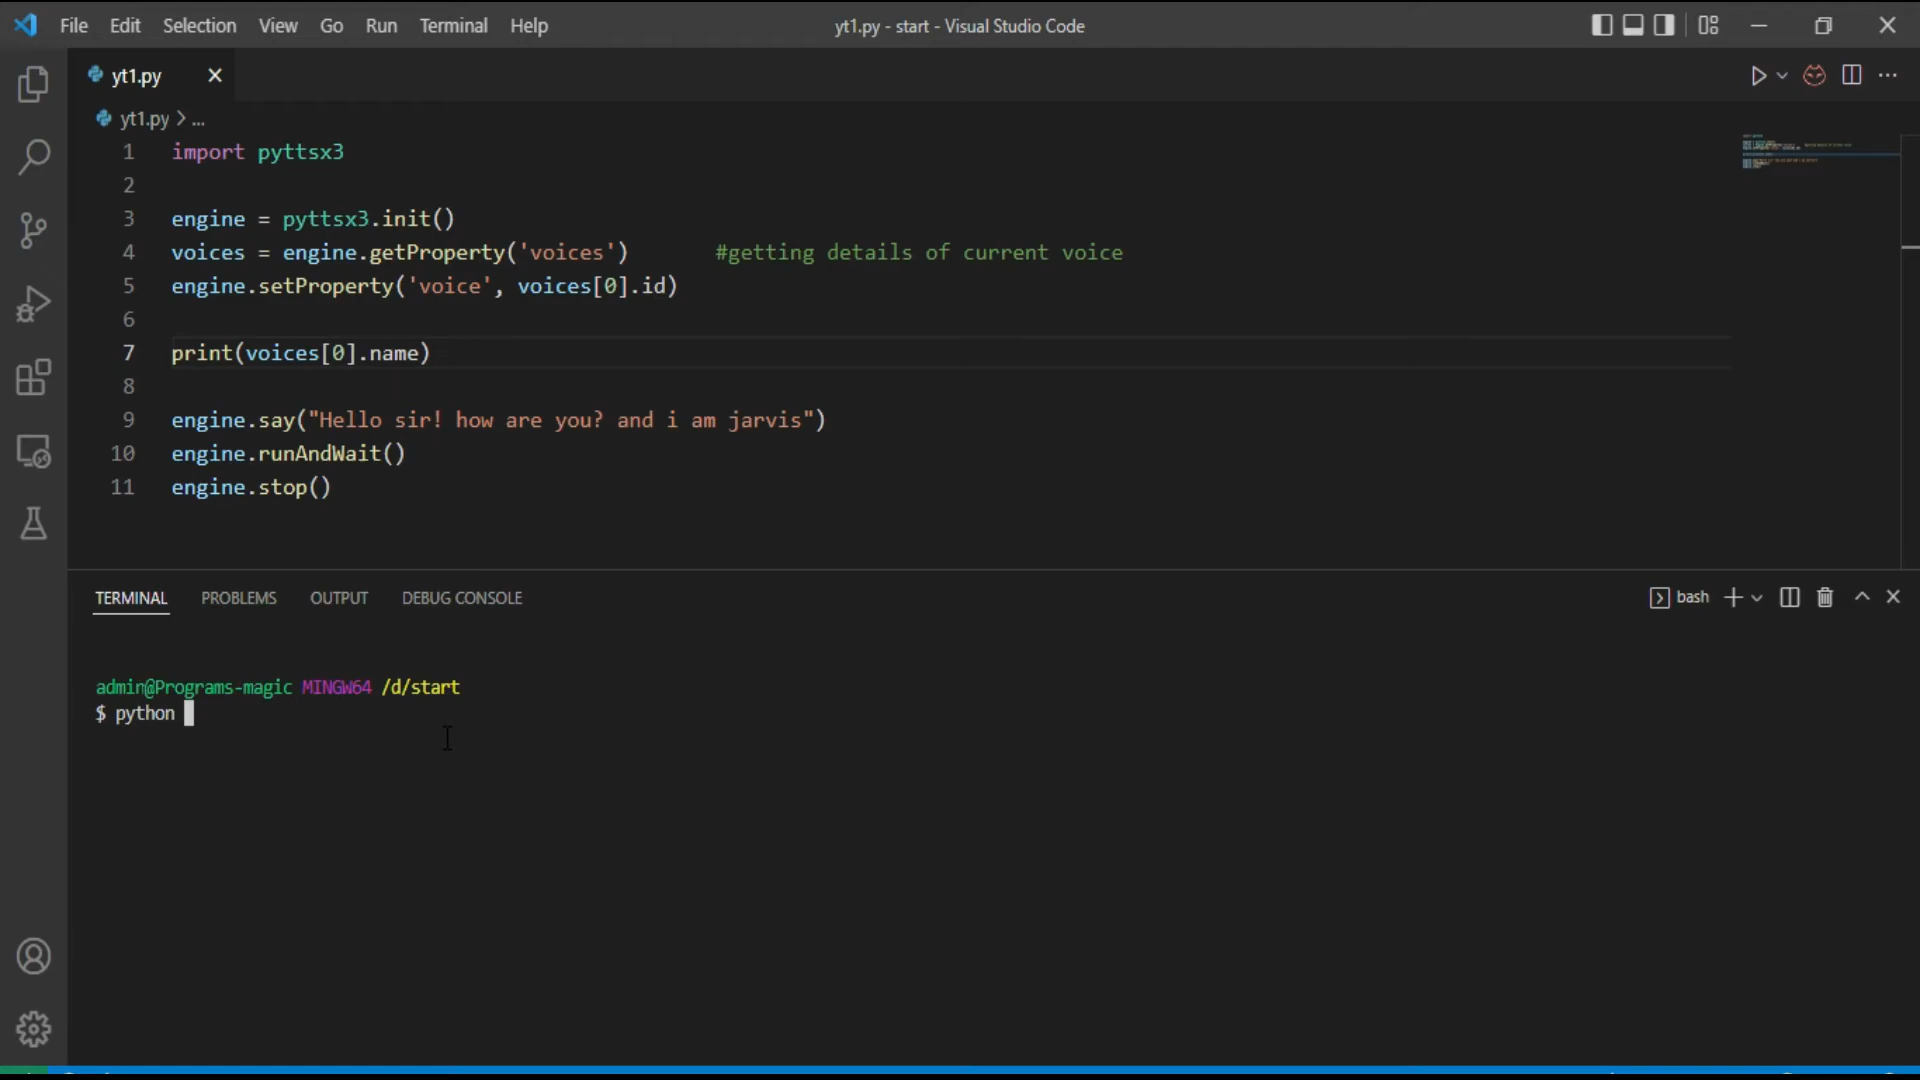 File Edit Selection View Go Run Terminal Help
yt1.py - start - Visual Studio Code
yt1.py
yt1.py > ...
1 import pyttsx3
2
3 engine = pyttsx3.init()
4 voices = engine.getProperty('voices') #getting details of current voice
5 engine.setProperty('voice', voices[0].id)
6
7 print(voices[0].name)
8
9 engine.say("Hello sir! how are you? and i am jarvis")
10 engine.runAndWait()
11 engine.stop()
TERMINAL PROBLEMS OUTPUT DEBUG CONSOLE
bash
admin@Programs-magic MINGW64 /d/start
$ python